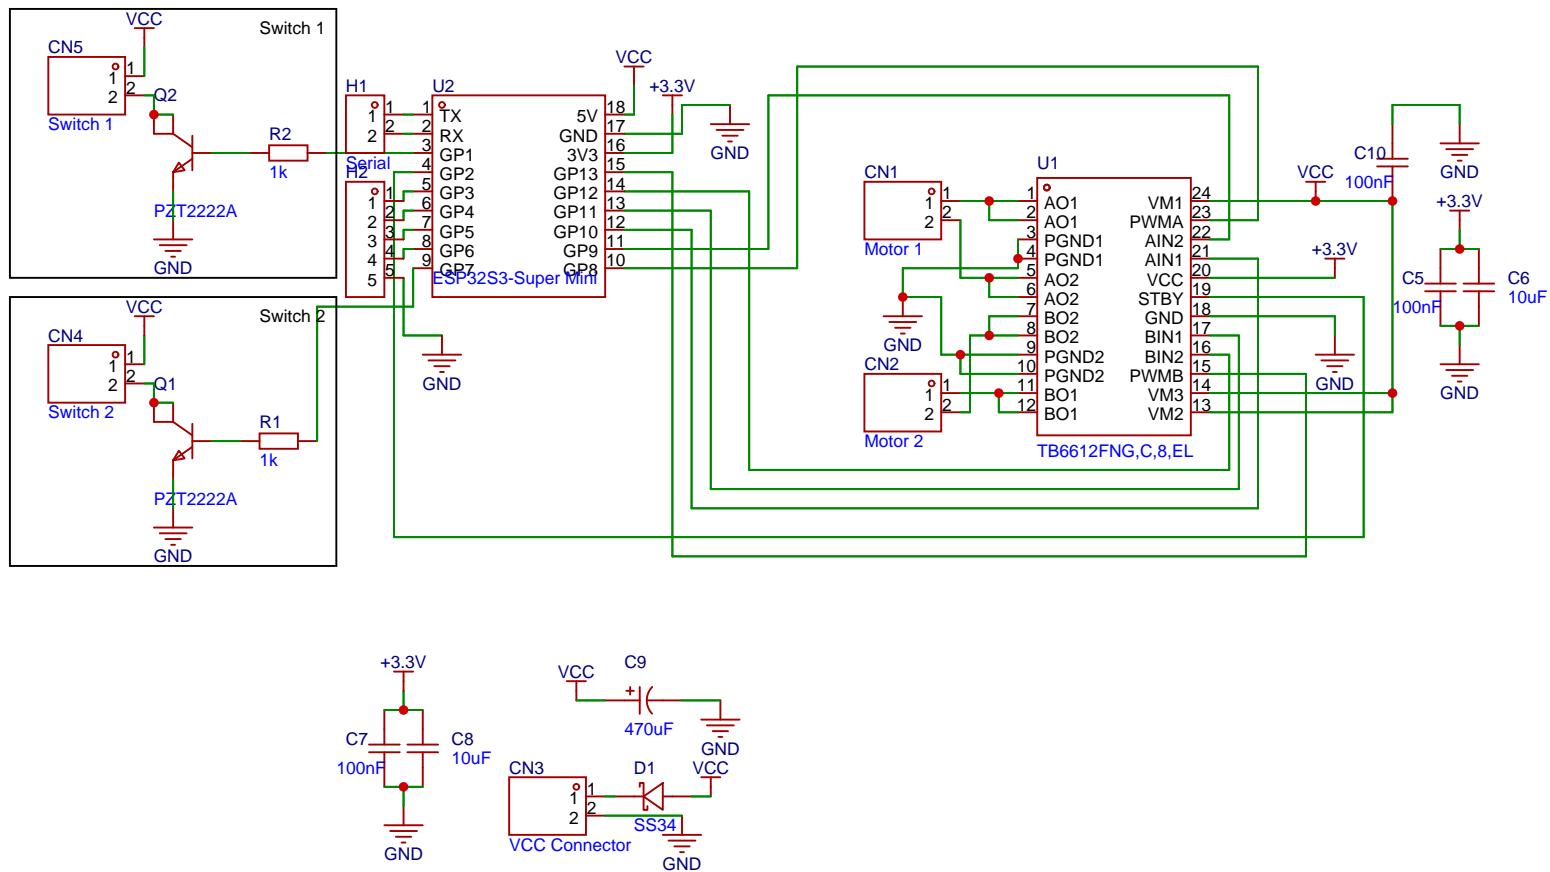 Switch 1
VCC
CN5
1
2
1
2
Switch 1
Q2
R2
1k
PZT2222A
GND
Switch 2
VCC
CN4
1
2
1
2
Switch 2
Q1
R1
1k
PZT2222A
GND
H1
1
2
1
2
Serial
H2
1
2
3
4
5
1
2
3
4
5
GND
U2
1 TX
2 RX
3 GP1
4 GP2
5 GP3
6 GP4
7 GP5
8 GP6
9 GP7
5V 18
GND 17
3V3 16
GP13 15
GP12 14
GP11 13
GP10 12
GP9 11
GP8 10
ESP32S3-Super Mini
VCC
+3.3V
GND
CN1
1
2
1
2
Motor 1
GND
CN2
1
2
1
2
Motor 2
U1
1 AO1
2 AO1
3 PGND1
4 PGND1
5 AO2
6 AO2
7 BO2
8 BO2
9 PGND2
10 PGND2
11 BO1
12 BO1
VM1 24
PWMA 23
AIN2 22
AIN1 21
VCC 20
STBY 19
GND 18
BIN1 17
BIN2 16
PWMB 15
VM3 14
VM2 13
TB6612FNG,C,8,EL
VCC
+3.3V
GND
C10
100nF
GND
+3.3V
C5
100nF
C6
10uF
GND
+3.3V
C7
100nF
C8
10uF
GND
VCC
C9
+
470uF
GND
CN3
1
2
1
2
VCC Connector
D1
SS34
VCC
GND